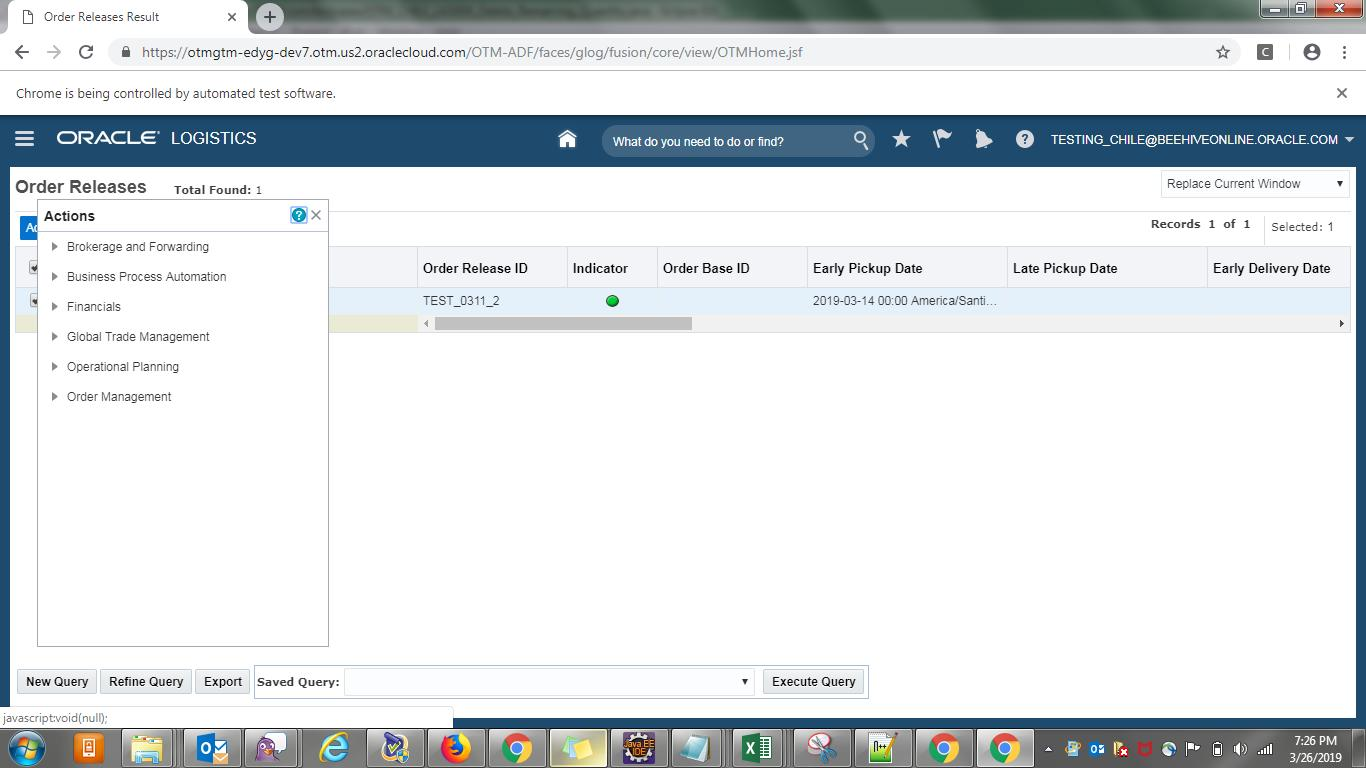 Order Releases Result
https://otmgtm-edyg-dev7.otm.us2.oraclecloud.com/OTM-ADF/faces/glog/fusion/core/view/OTMHome.jsf
C
Chrome is being controlled by automated test software.
ORACLE LOGISTICS
What do you need to do or find?
TESTING_CHILE@BEEHIVEONLINE.ORACLE.COM
Order Releases
Total Found: 1
Replace Current Window
Actions
Records 1 of 1
Selected: 1
Brokerage and Forwarding
Business Process Automation
Financials
Global Trade Management
Operational Planning
Order Management
Order Release ID Indicator Order Base ID Early Pickup Date Late Pickup Date Early Delivery Date
TEST_0311_2 2019-03-14 00:00 America/Santi...
New Query Refine Query Export Saved Query: Execute Query
javascript:void(null);
Java EE
IDE
7:26 PM
3/26/2019